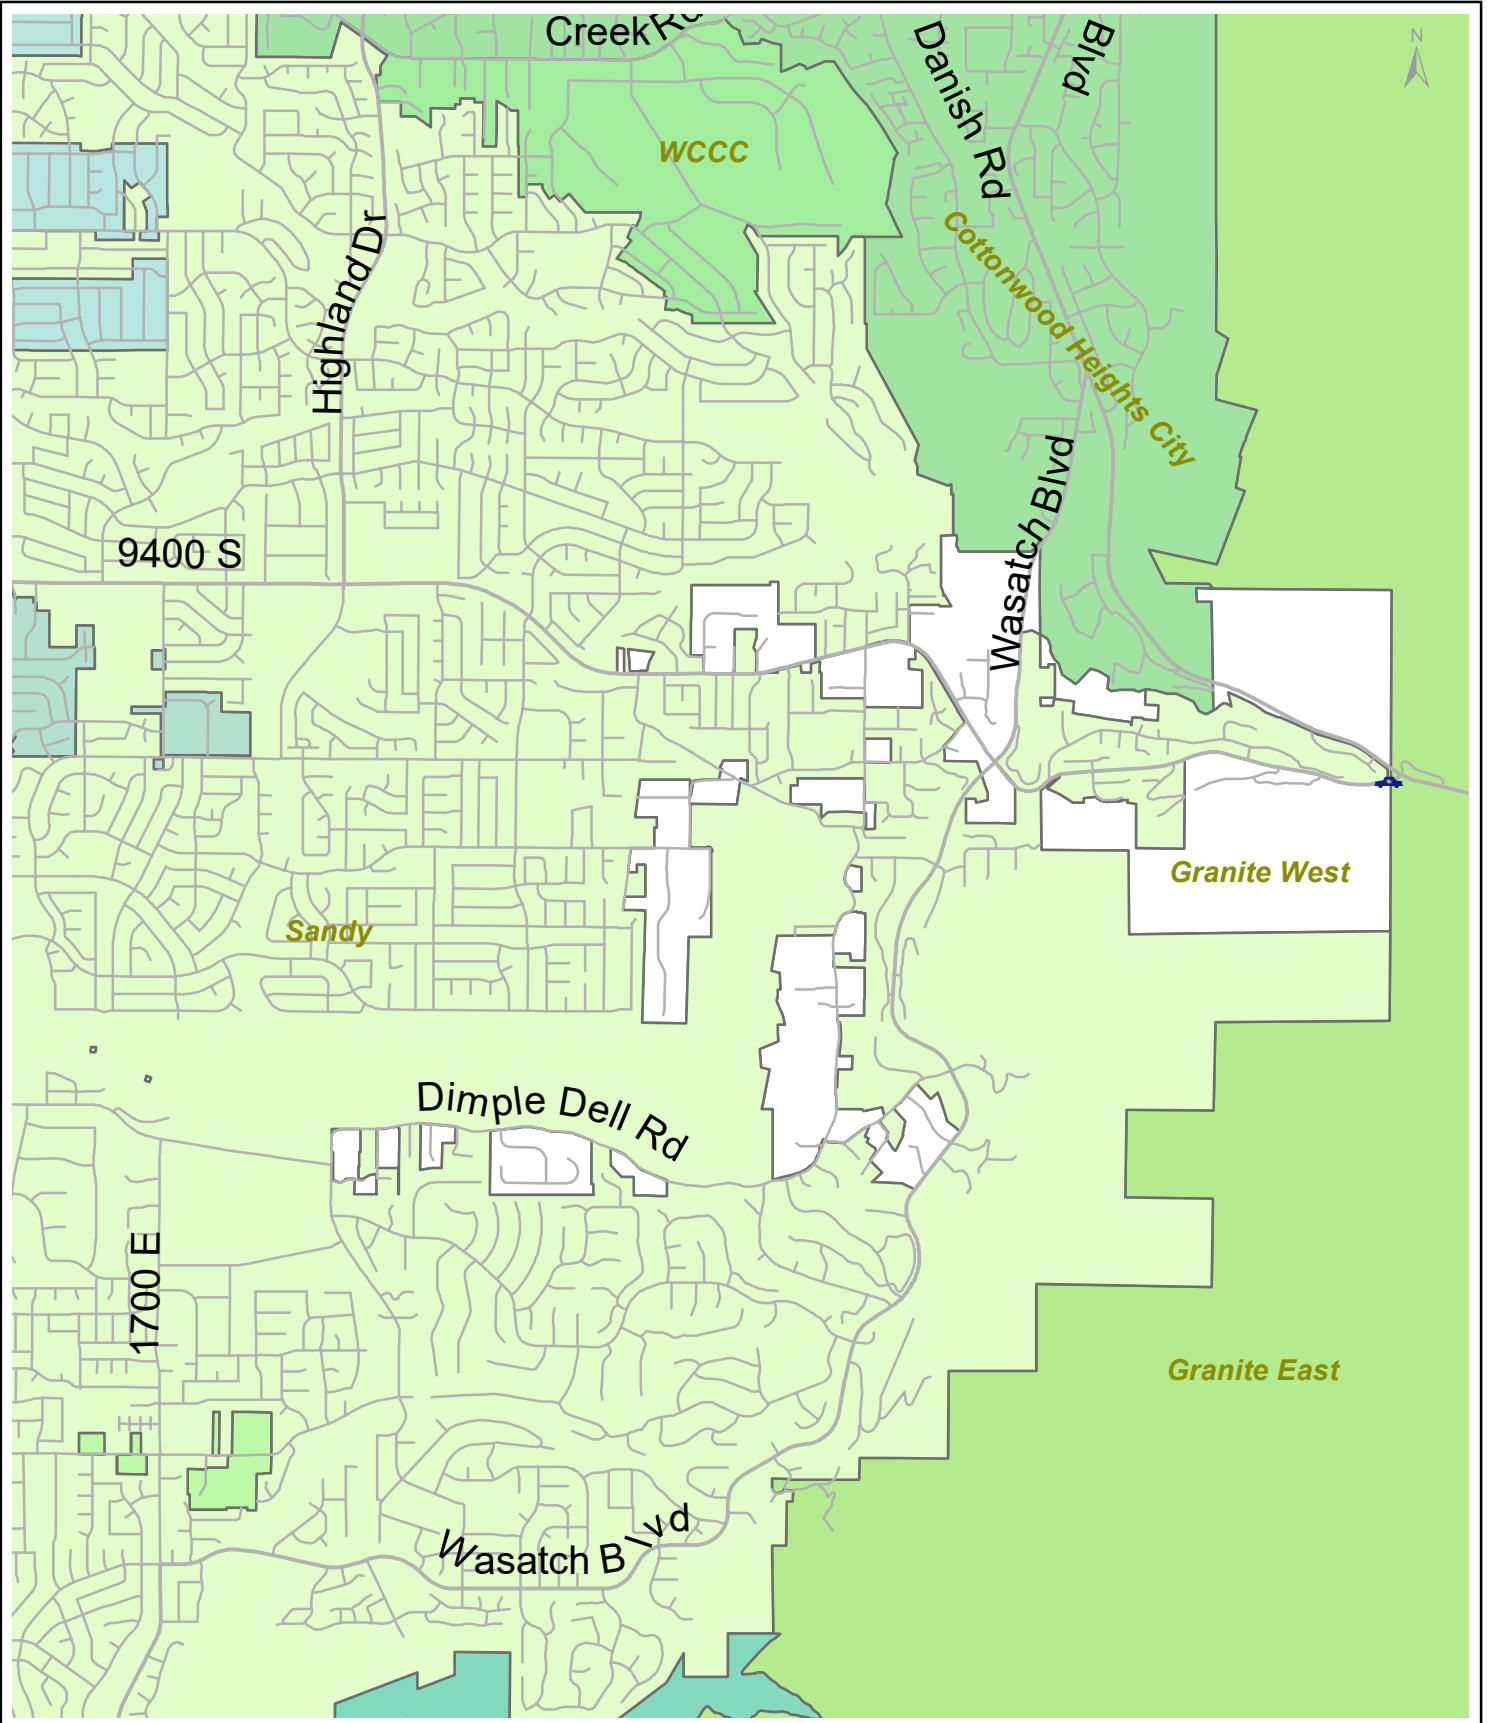 Creek Rd
Danish Rd
Blvd
N
WCCC
Cottonwood Heights City
Highland Dr
Wasatch Blvd
9400 S
Granite West
Sandy
Dimple Dell Rd
1700 E
Granite East
Wasatch Blvd